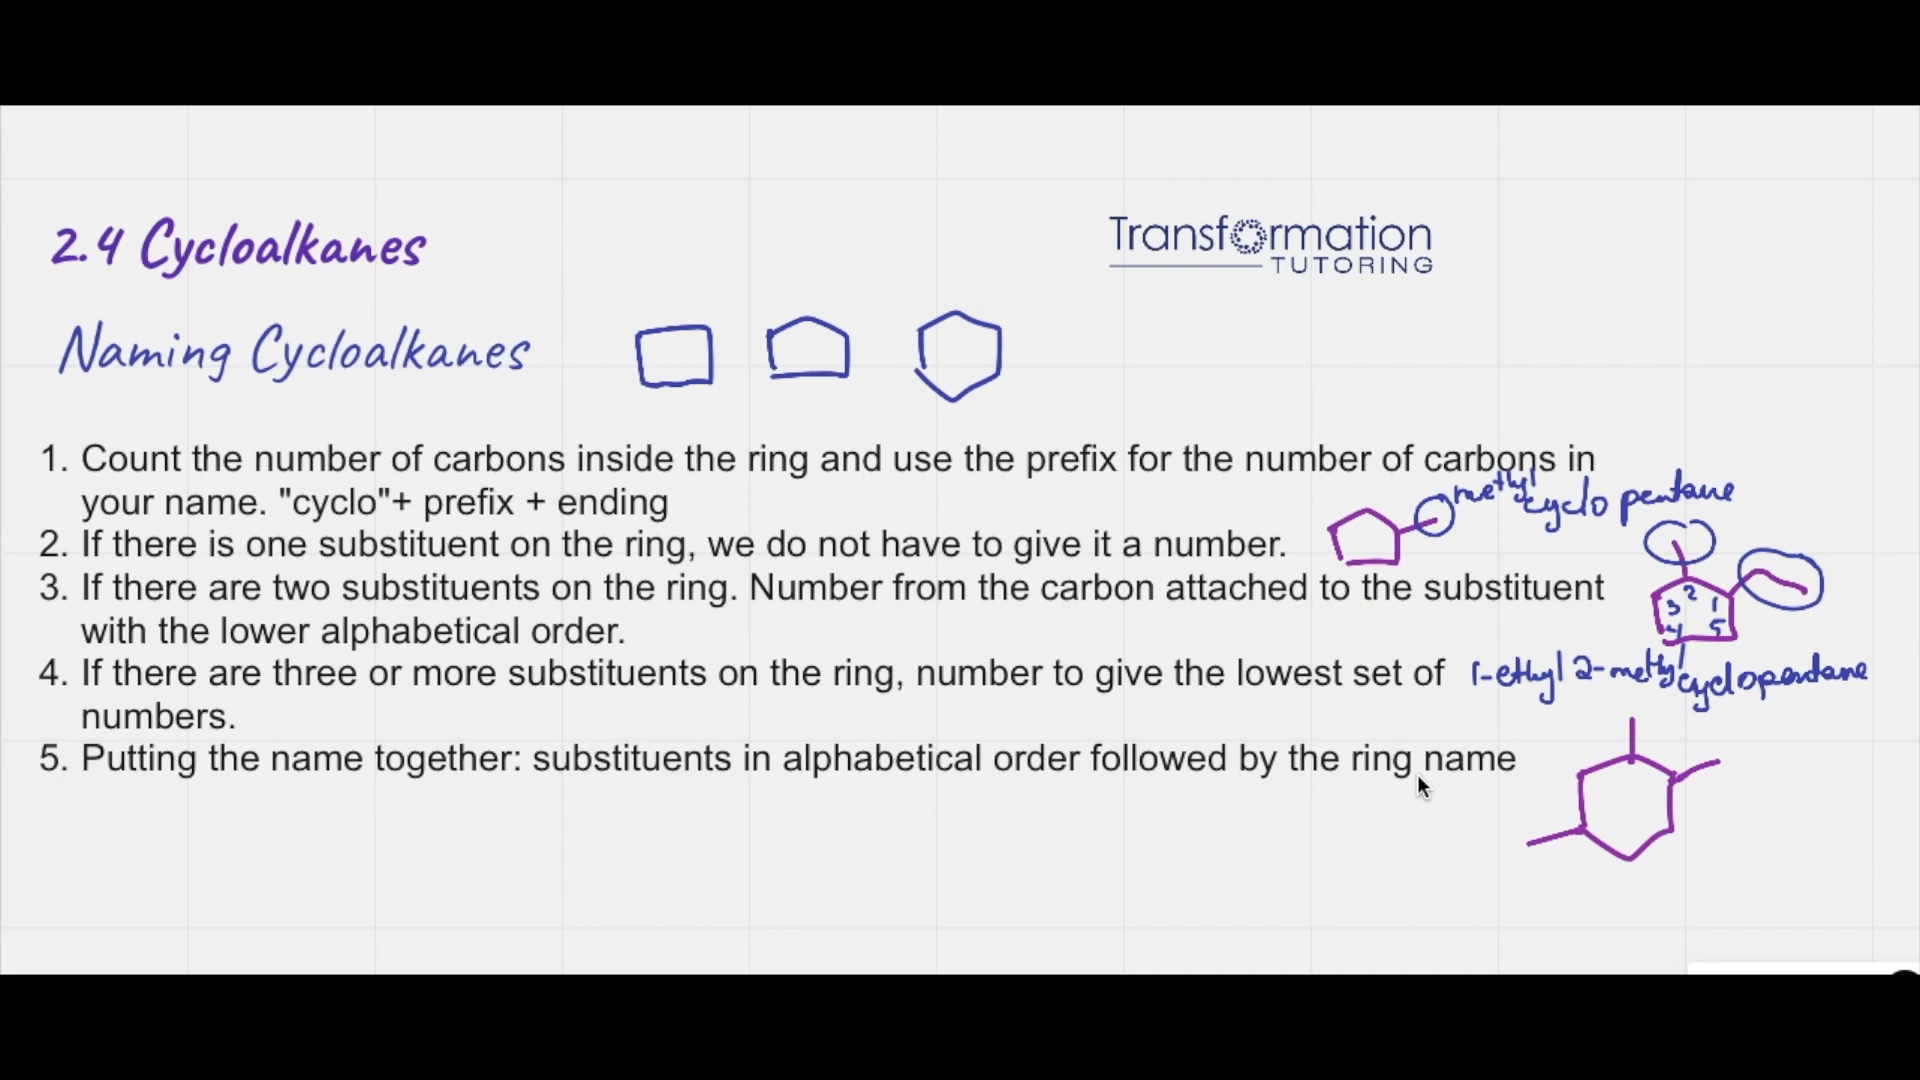 2.4 Cycloalkanes
Transformation
TUTORING
Naming Cycloalkanes
1. Count the number of carbons inside the ring and use the prefix for the number of carbons in
your name. "cyclo"+ prefix + ending
methyl cyclo pentane
2. If there is one substituent on the ring, we do not have to give it a number.
3. If there are two substituents on the ring. Number from the carbon attached to the substituent
with the lower alphabetical order.
3 2 1
4 5
4. If there are three or more substituents on the ring, number to give the lowest set of
numbers.
1-ethyl 2-methyl cyclopentane
5. Putting the name together: substituents in alphabetical order followed by the ring name